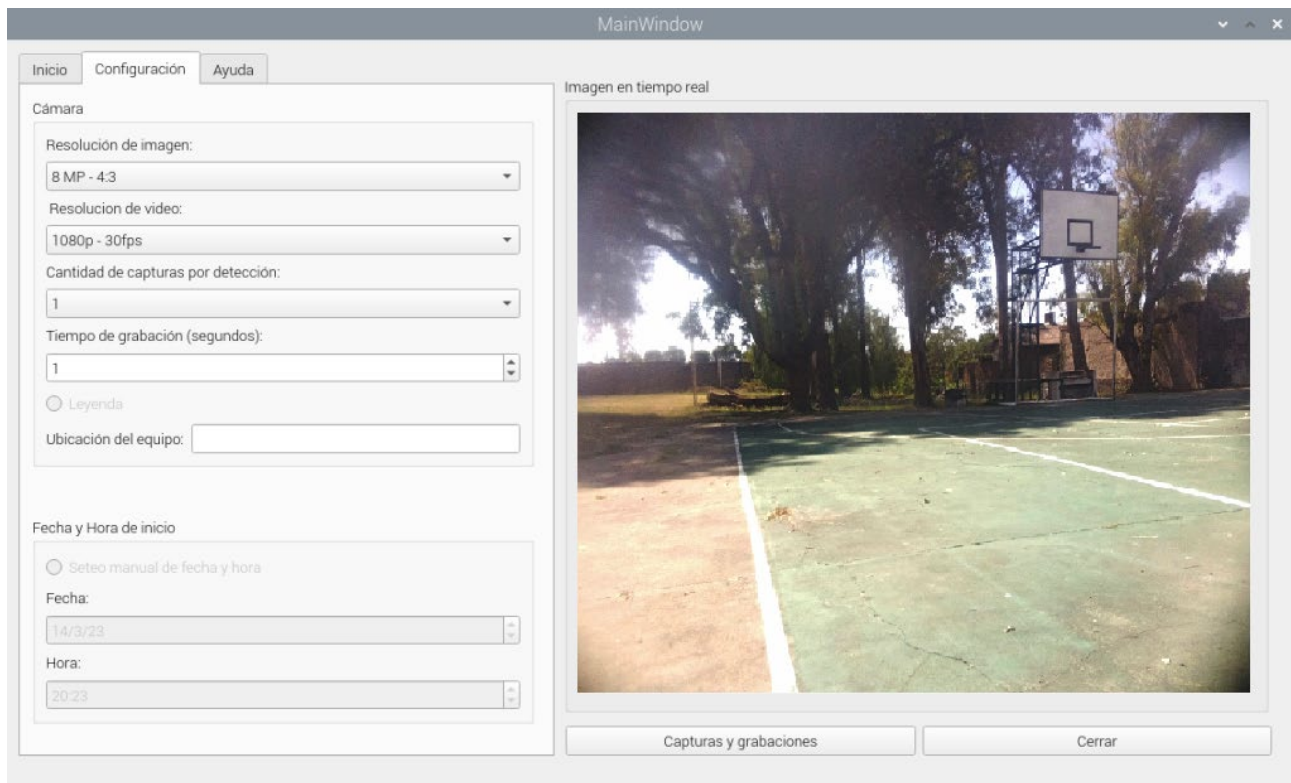 MainWindow
Inicio
Configuración
Ayuda
Cámara
Resolución de imagen:
8 MP - 4:3
Resolucion de video:
1080p - 30fps
Cantidad de capturas por detección:
1
Tiempo de grabación (segundos):
1
Leyenda
Ubicación del equipo:
Fecha y Hora de inicio
Seteo manual de fecha y hora
Fecha:
14/3/23
Hora:
20:23
Imagen en tiempo real
Capturas y grabaciones
Cerrar